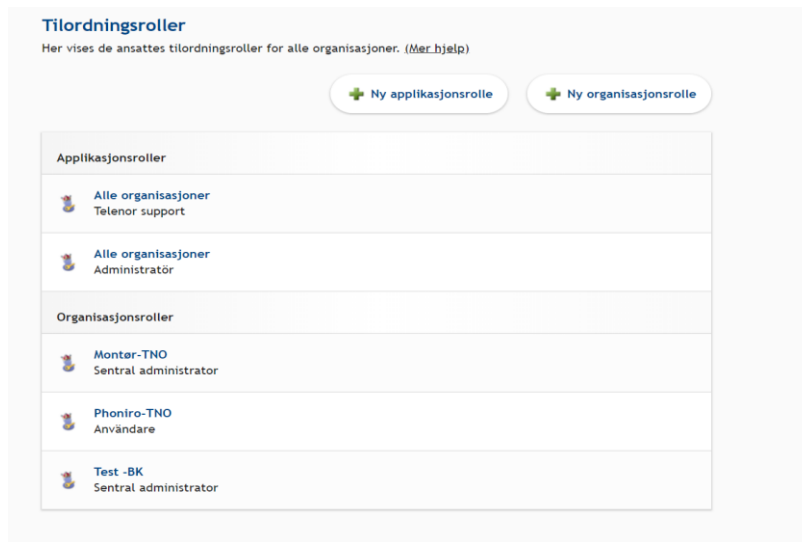 Tilordningsroller
Her vises de ansattes tilordningsroller for alle organisasjoner. (Mer hjelp)
Ny applikasjonsrolle
Ny organisasjonsrolle
Applikasjonsroller
Alle organisasjoner
Telenor support
Alle organisasjoner
Administratör
Organisasjonsroller
Montør-TNO
Sentral administrator
Phoniro-TNO
Användare
Test -BK
Sentral administrator